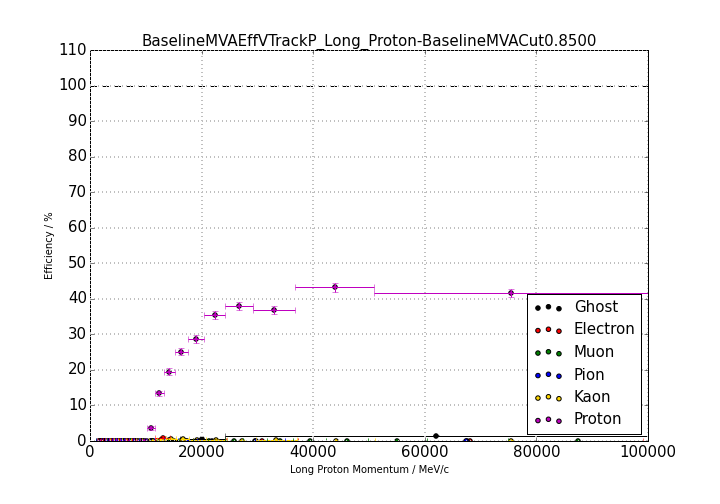 BaselineMVAEffVTrackP_Long_Proton-BaselineMVACut0.8500
110
100
90
80
70
60
50
40
30
20
10
0
Efficiency / %
Ghost
Electron
Muon
Pion
Kaon
Proton
0
20000
40000
60000
80000
100000
Long Proton Momentum / MeV/c